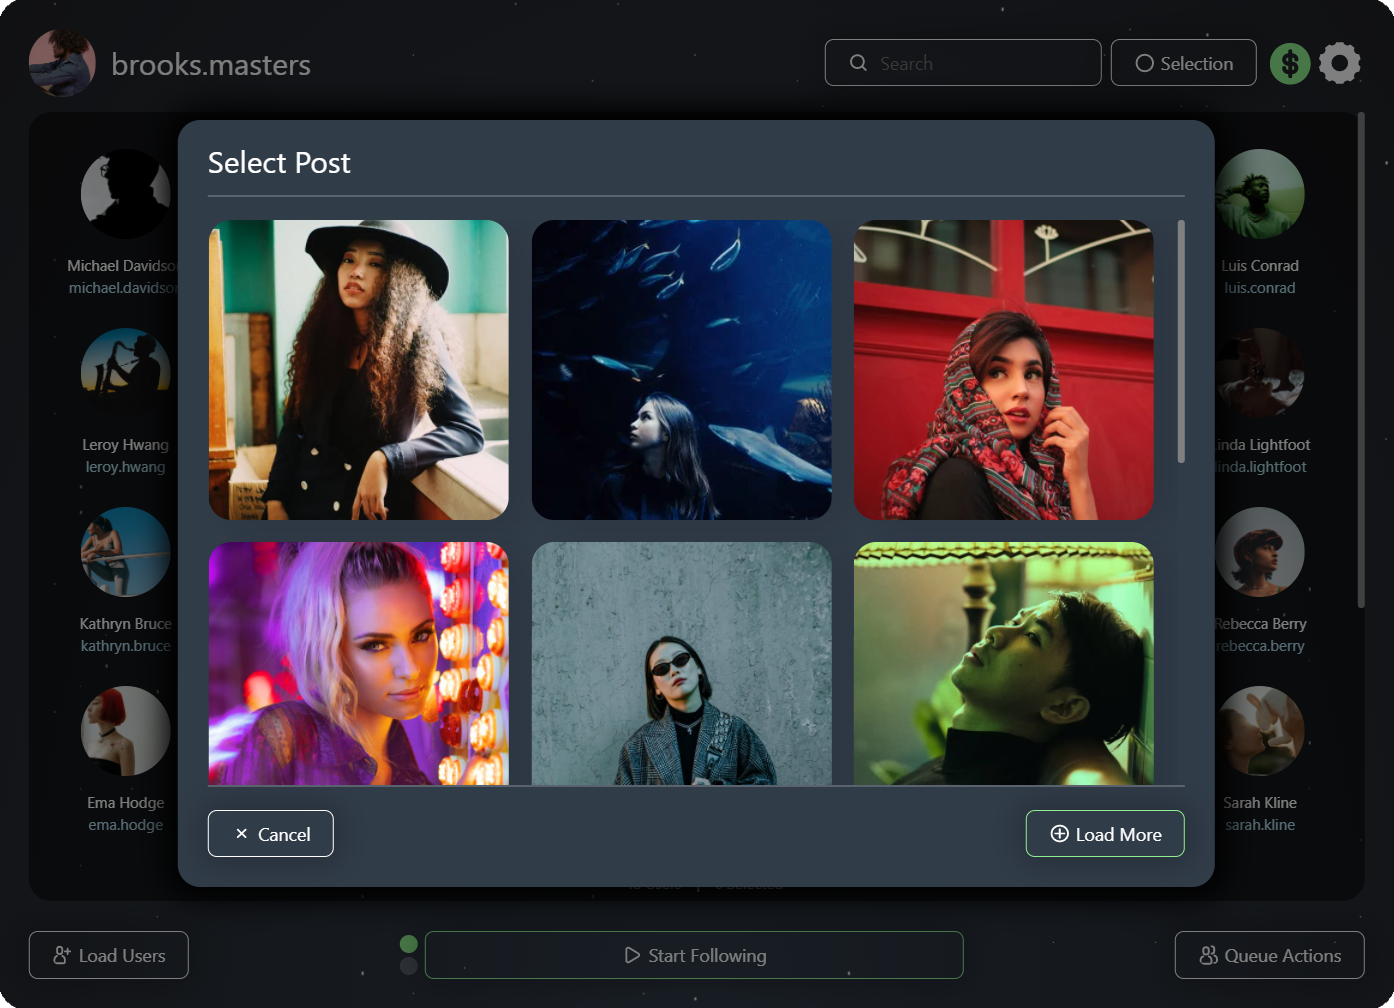 brooks.masters
Search
Selection
Select Post
Michael Davidso
michael.davidson
Luis Conrad
luis.conrad
Leroy Hwang
leroy.hwang
inda Lightfoot
linda.lightfoot
Kathryn Bruce
kathryn.bruce
Rebecca Berry
rebecca.berry
Ema Hodge
ema.hodge
Sarah Kline
sarah.kline
Cancel
Load More
Load Users
Start Following
Queue Actions